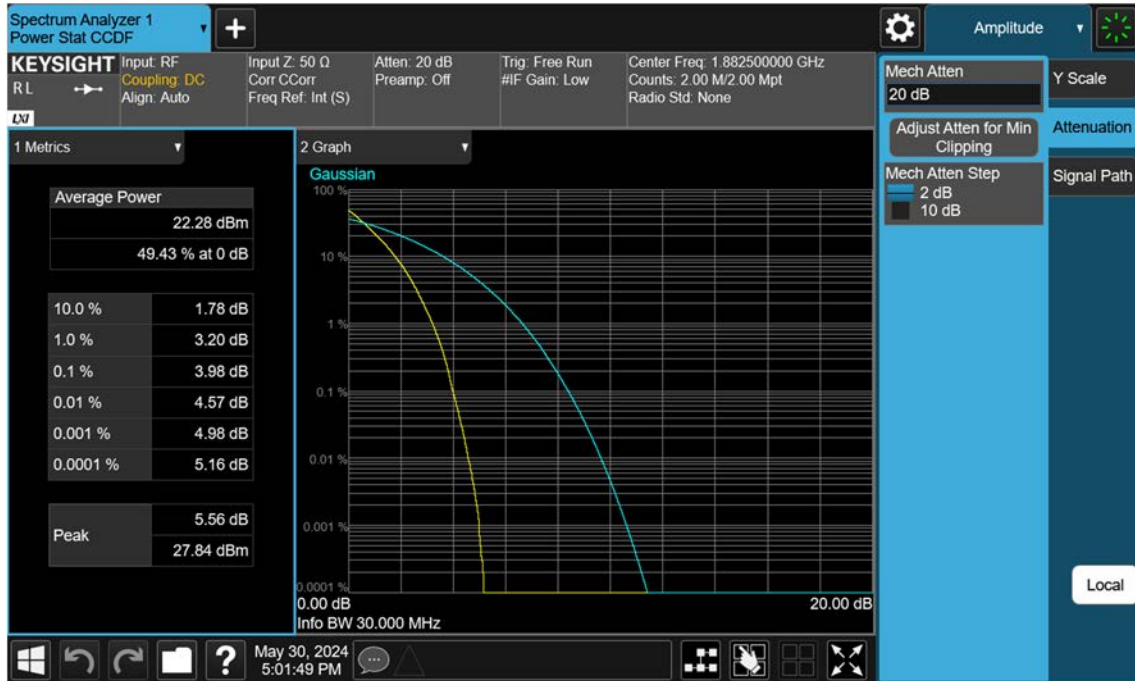 Spectrum Analyzer 1
Power Stat CCDF
Amplitude
KEYSIGHT
R L
LXI
Input: RF
Coupling: DC
Align: Auto
Input Z: 50 Ω
Corr CCorr
Freq Ref: Int (S)
Atten: 20 dB
Preamp: Off
Trig: Free Run
#IF Gain: Low
Center Freq: 1.882500000 GHz
Counts: 2.00 M/2.00 Mpt
Radio Std: None
1 Metrics
Average Power
22.28 dBm
49.43 % at 0 dB
10.0 % 1.78 dB
1.0 % 3.20 dB
0.1 % 3.98 dB
0.01 % 4.57 dB
0.001 % 4.98 dB
0.0001 % 5.16 dB
Peak
5.56 dB
27.84 dBm
2 Graph
Gaussian
100 %
10 %
1 %
0.1 %
0.01 %
0.001 %
0.0001 %
0.00 dB 20.00 dB
Info BW 30.000 MHz
Mech Atten
20 dB
Adjust Atten for Min
Clipping
Mech Atten Step
2 dB
10 dB
Y Scale
Attenuation
Signal Path
Local
?
May 30, 2024
5:01:49 PM